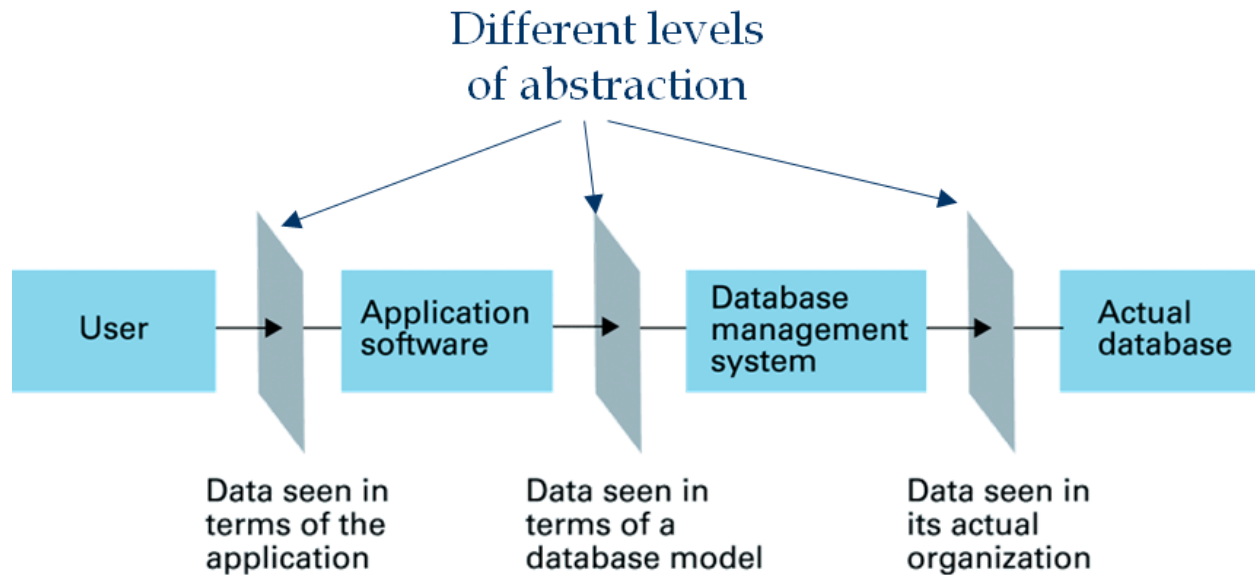 Different levels
of abstraction
User
Application
software
Database
management
system
Actual
database
Data seen in
terms of the
application
Data seen in
terms of a
database model
Data seen in
its actual
organization